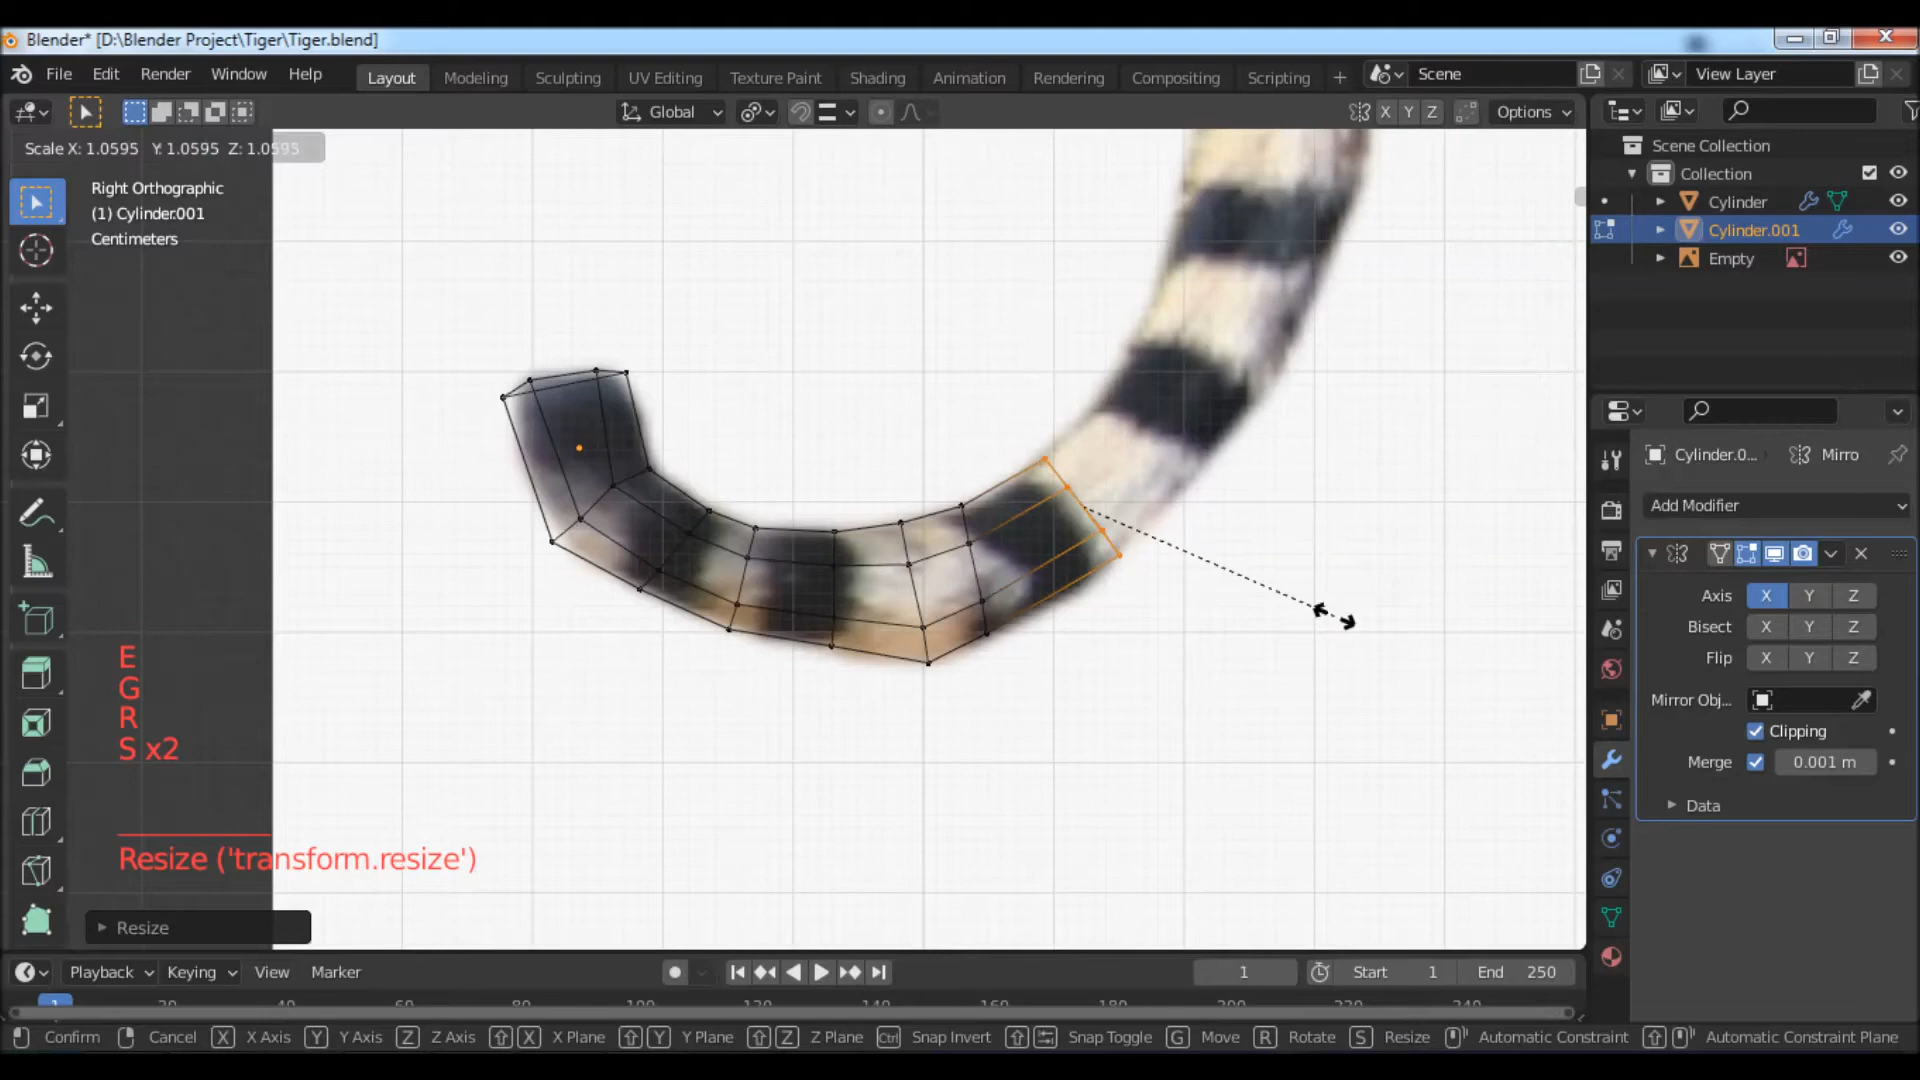 Blender* [D:\Blender Project\Tiger\Tiger.blend]
File Edit Render Window Help Layout Modeling Sculpting UV Editing Texture Paint Shading Animation Rendering Compositing Scripting + Scene View Layer
Global X Y Z Options
Scale X: 1.0595 Y: 1.0595 Z: 1.0595
Right Orthographic
(1) Cylinder.001
Centimeters
Scene Collection
Collection
Cylinder
Cylinder.001
Empty
Cylinder.0... Mirro
Add Modifier
Axis X Y Z
Bisect X Y Z
Flip X Y Z
Mirror Obj...
Clipping
Merge 0.001 m
Data
E
G
R
S x2
Resize ('transform.resize')
Resize
Playback Keying View Marker 1 Start 1 End 250
Confirm Cancel X X Axis Y Y Axis Z Z Axis X X Plane Y Y Plane Z Z Plane Ctrl Snap Invert Snap Toggle G Move R Rotate S Resize Automatic Constraint Automatic Constraint Plane